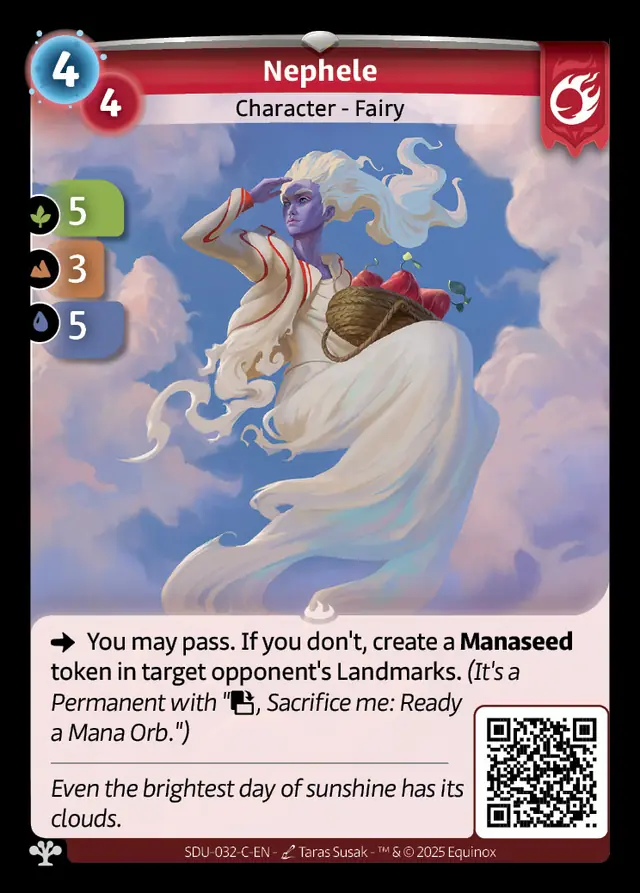 4
4
Nephele
Character - Fairy
5
3
5
You may pass. If you don't, create a Manaseed
token in target opponent's Landmarks. (It's a
Permanent with ", Sacrifice me: Ready
a Mana Orb.")
Even the brightest day of sunshine has its
clouds.
SDU-032-C-EN - Taras Susak - ™ & © 2025 Equinox